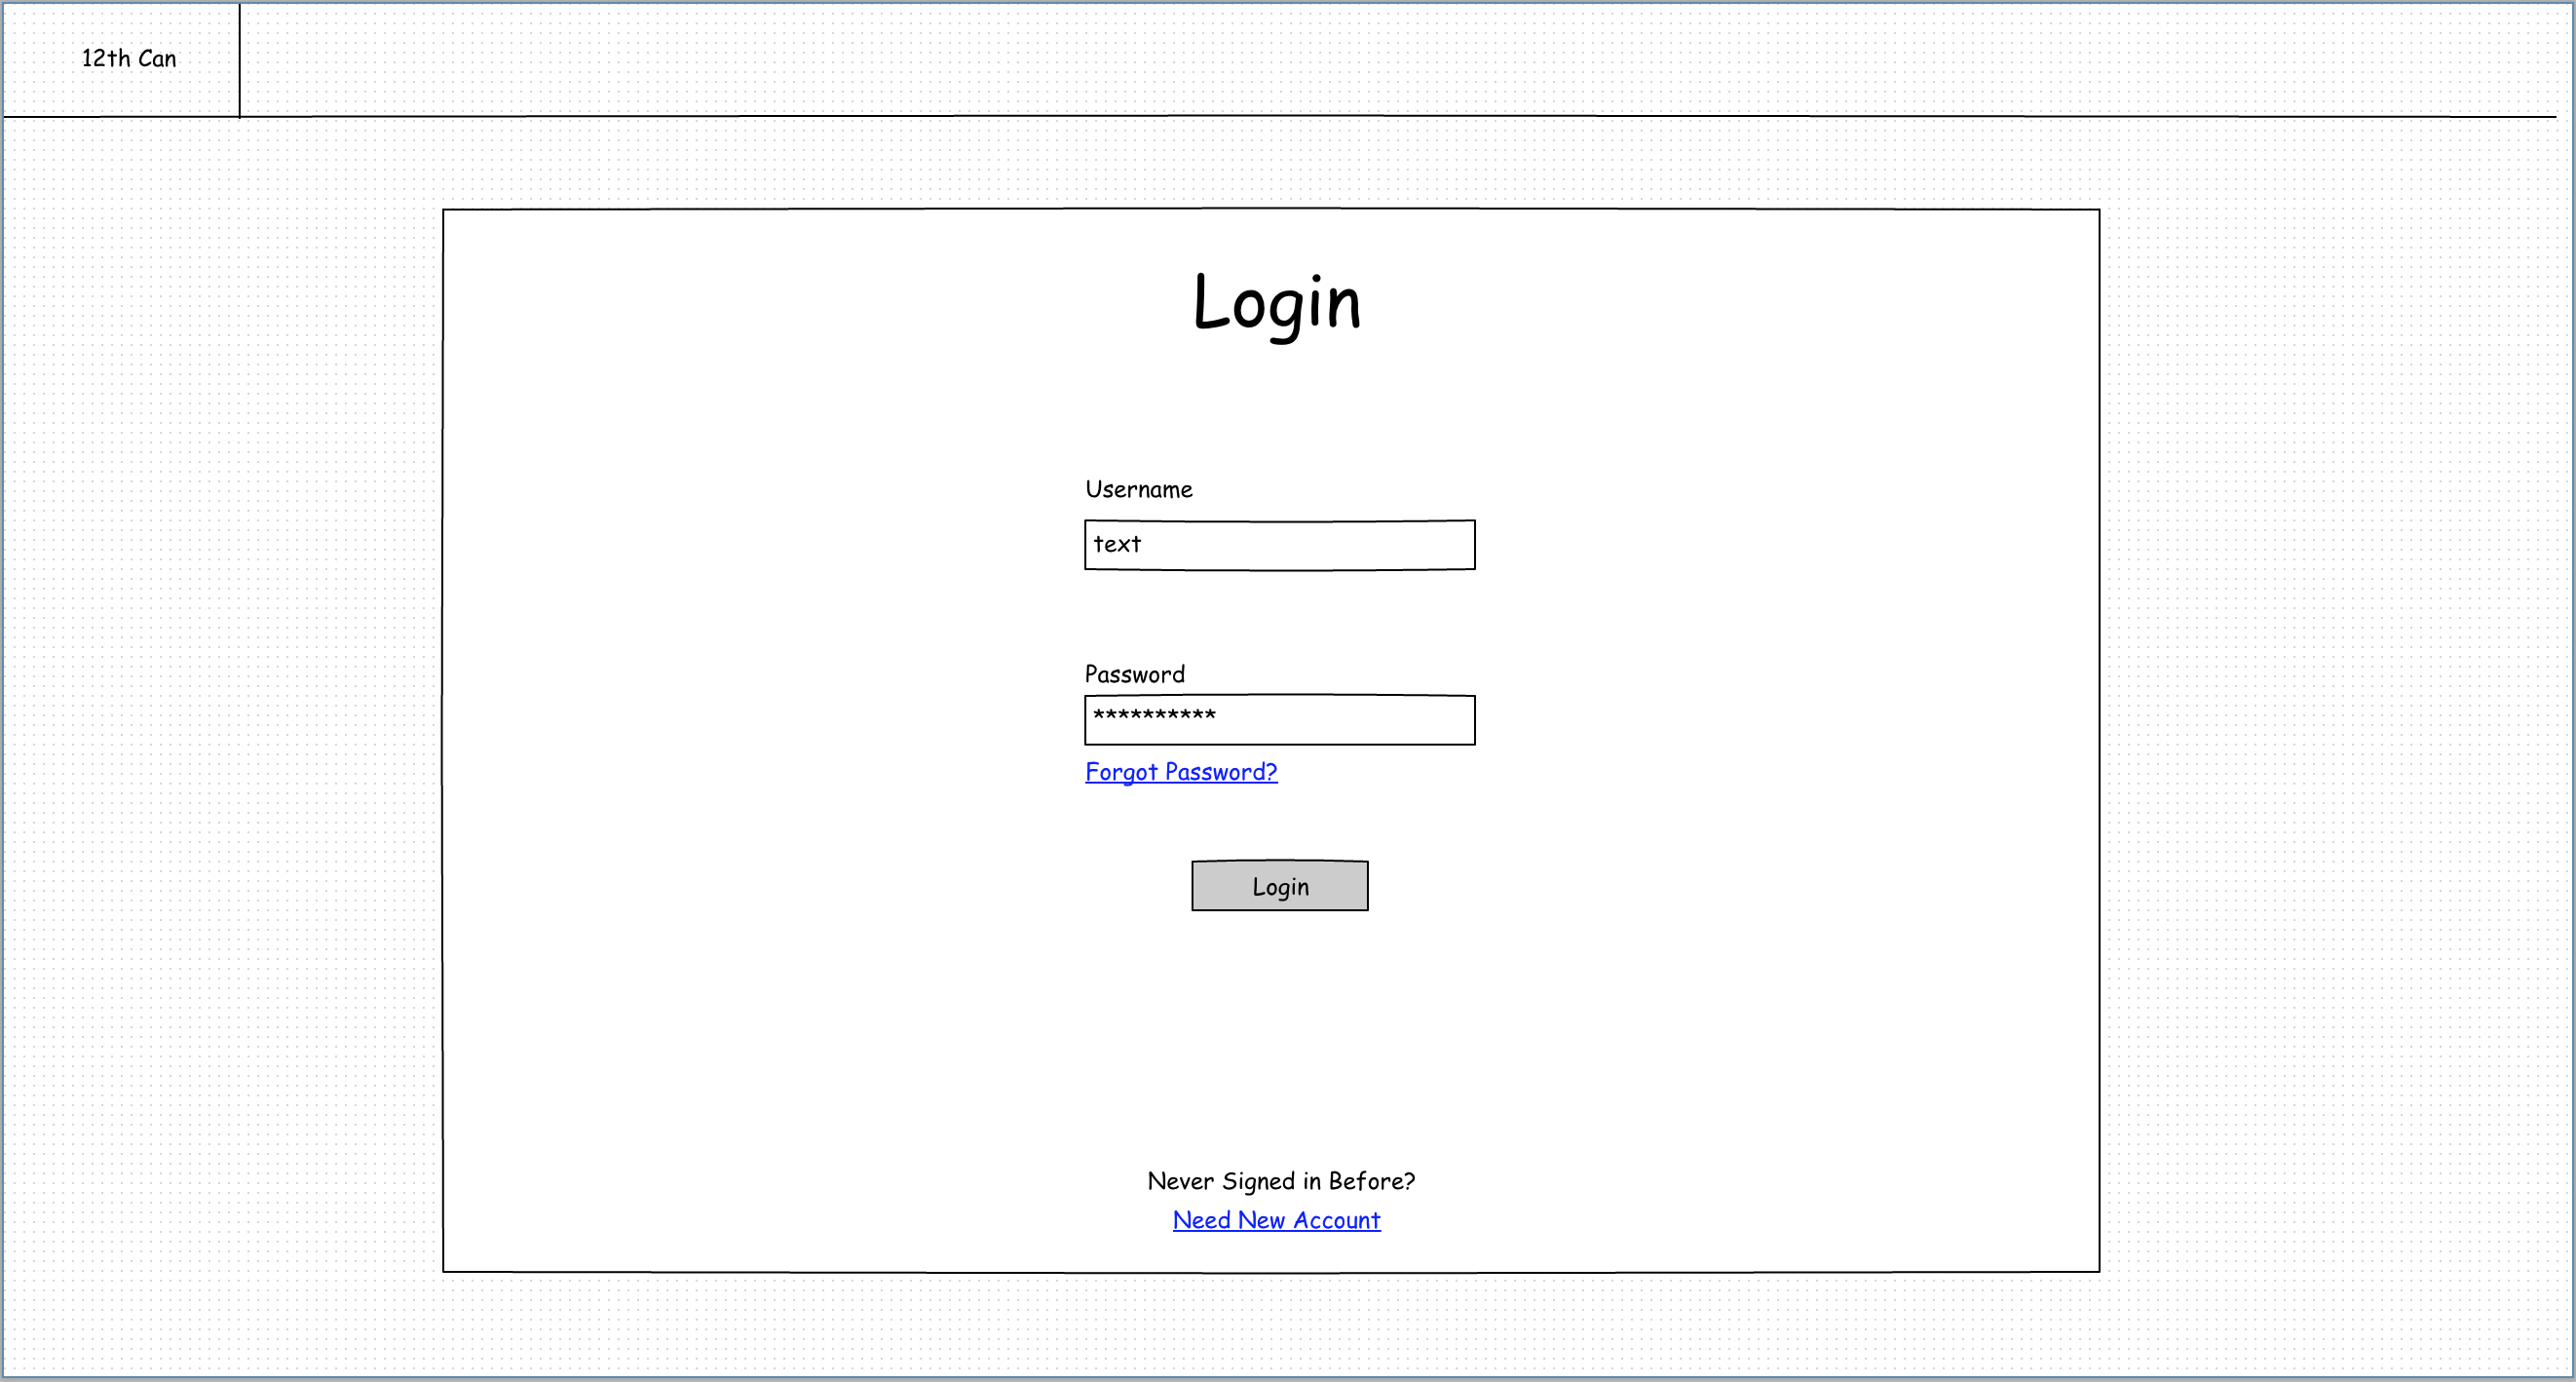 12th Can
Login
Username
text
Password
**********
Forgot Password?
Login
Never Signed in Before?
Need New Account